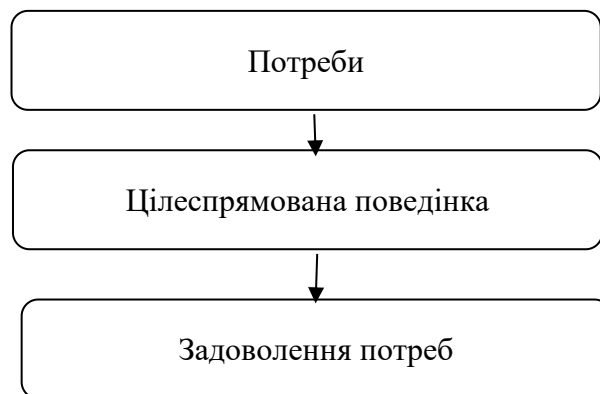 Потреби
Цілеспрямована поведінка
Задоволення потреб